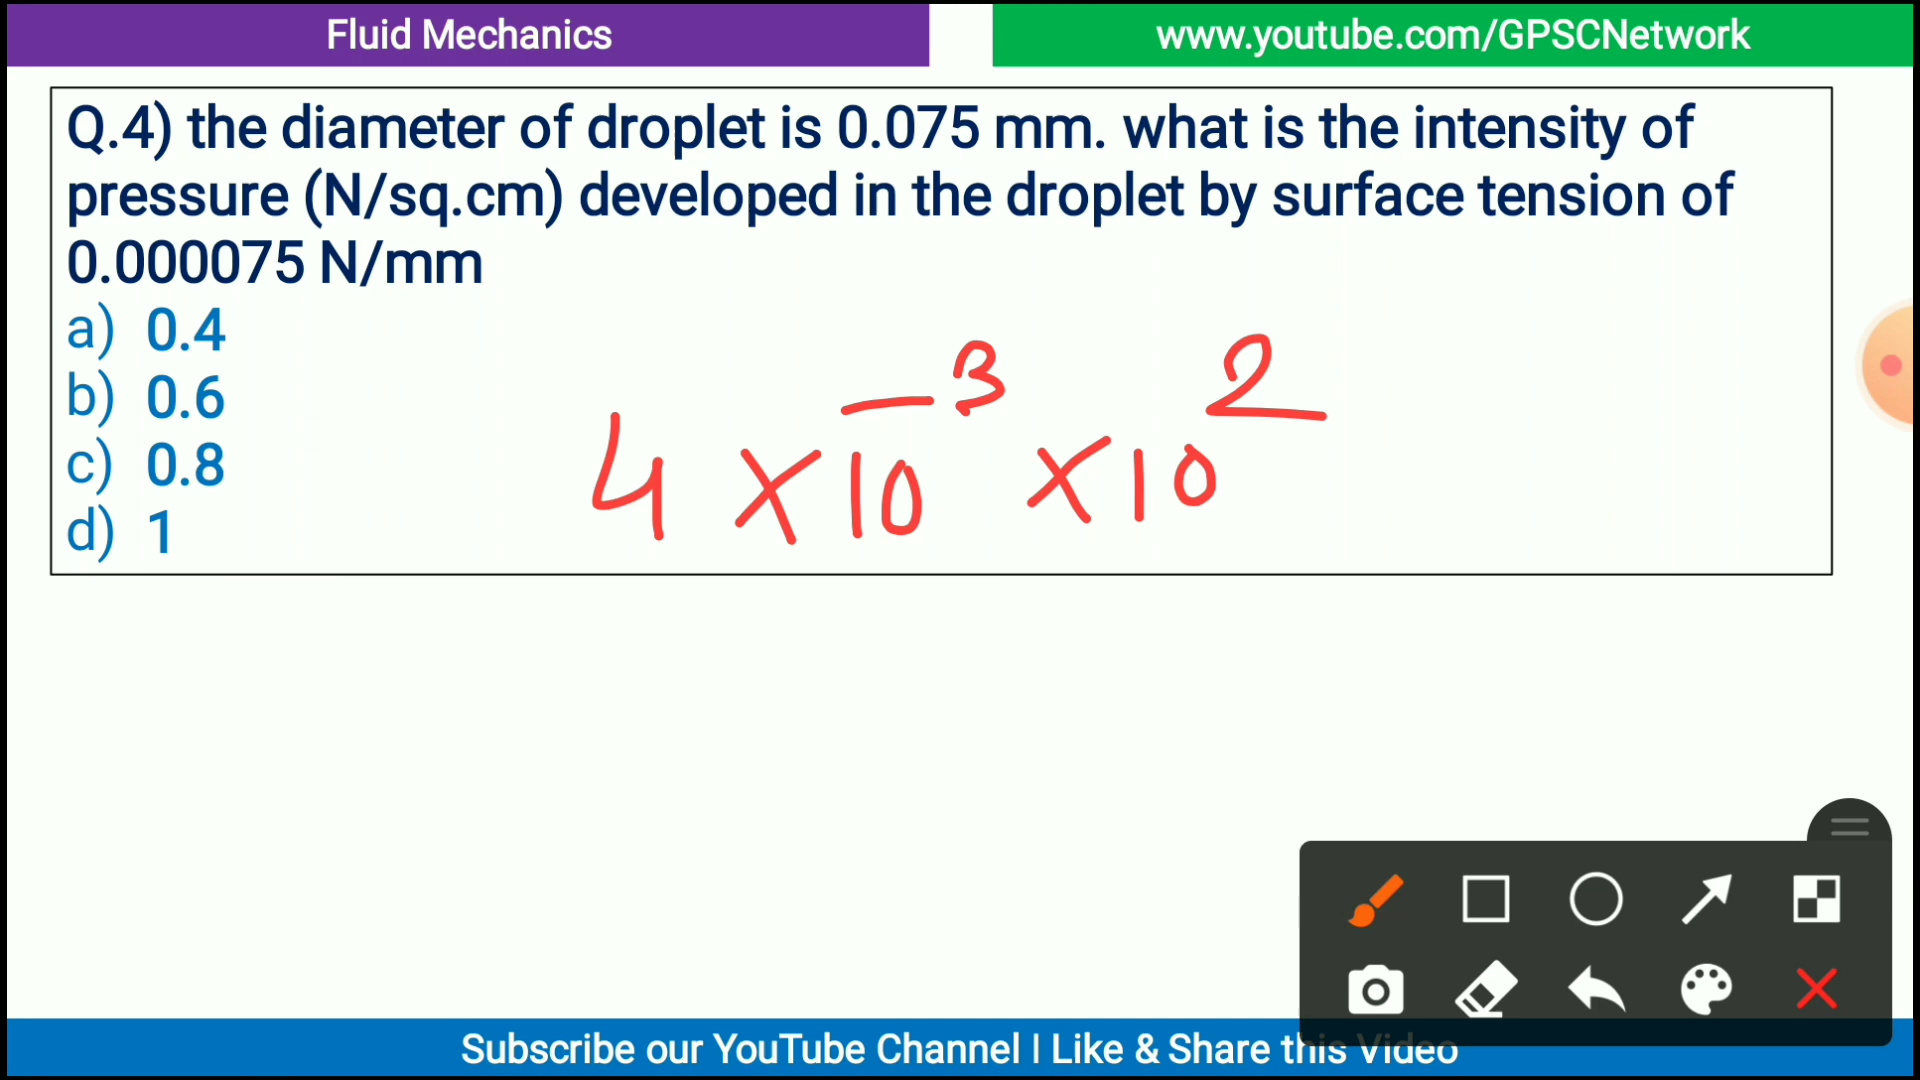 Fluid Mechanics
www.youtube.com/GPSCNetwork
Q.4) the diameter of droplet is 0.075 mm. what is the intensity of
pressure (N/sq.cm) developed in the droplet by surface tension of
0.000075 N/mm
a) 0.4
b) 0.6
c) 0.8
d) 1
4 × 10⁻³ × 10²
Subscribe our YouTube Channel | Like & Share this Video